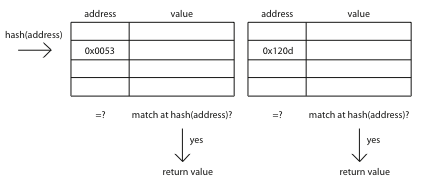 address value address value
hash(address)
0x0053 0x120d
=? match at hash(address)? =? match at hash(address)?
yes yes
return value return value